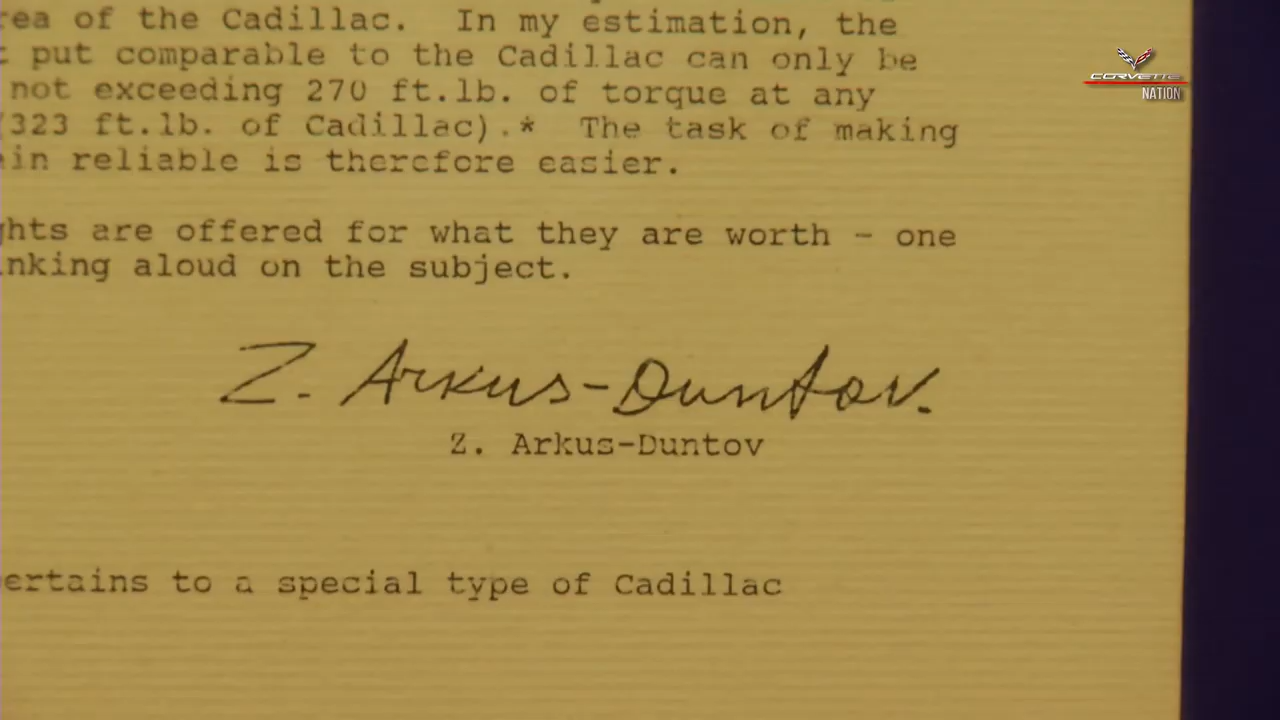 rea of the Cadillac. In my estimation, the
t put comparable to the Cadillac can only be
not exceeding 270 ft.lb. of torque at any
(323 ft.lb. of Cadillac).* The task of making
in reliable is therefore easier.
ghts are offered for what they are worth - one
inking aloud on the subject.
Z. Arkus-Duntov.
Z. Arkus-Duntov
ertains to a special type of Cadillac
CORVETTE
NATION